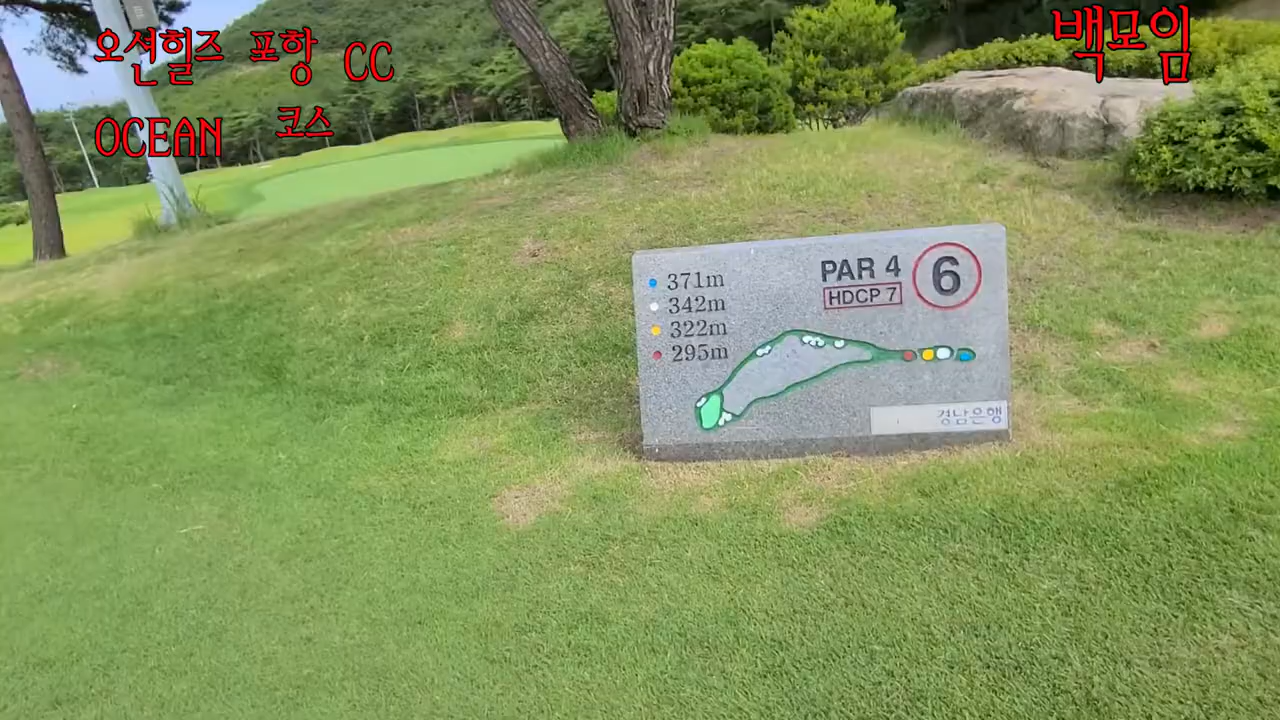 오션힐즈 포항 CC
OCEAN 코스
백모임
371m
342m
322m
295m
PAR 4
HDCP 7
6
경남은행